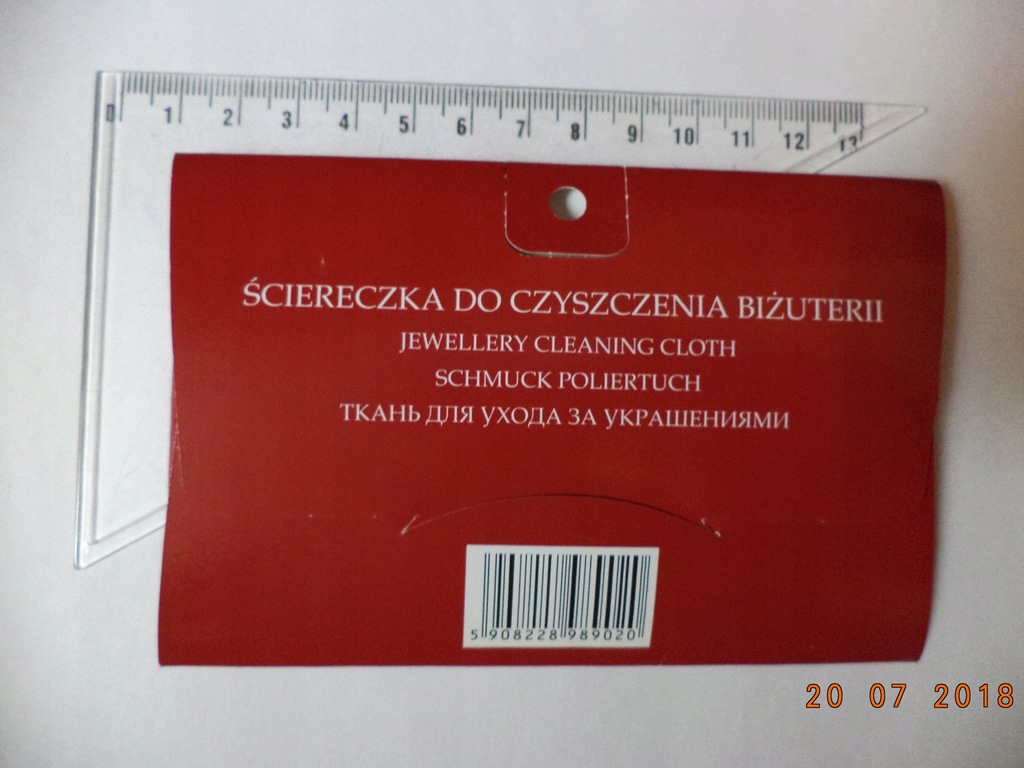 0 1 2 3 4 5 6 7 8 9 10 11 12 13
ŚCIERECZKA DO CZYSZCZENIA BIŻUTERII
JEWELLERY CLEANING CLOTH
SCHMUCK POLIERTUCH
ТКАНЬ ДЛЯ УХОДА ЗА УКРАШЕНИЯМИ
5 908228 989020
20 07 2018